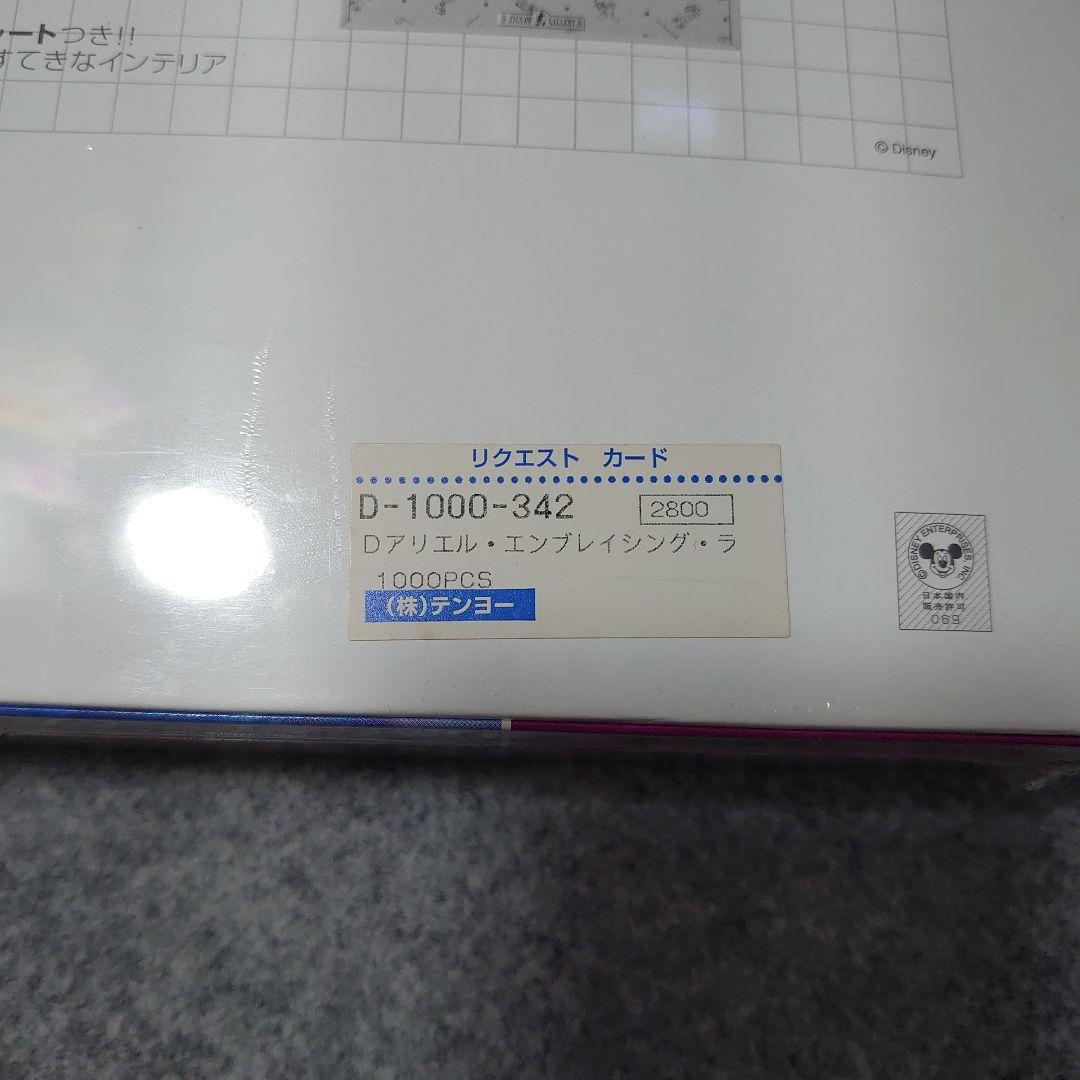 ートつき!!
すてきなインテリア
JIGSAW GALLERY
© Disney
リクエスト カード
D-1000-342 2800
Dアリエル・エンブレイシング・ラ
1000PCS
(株)テンヨー
©DISNEY ENTERPRISES, INC
日本国内
販売許可
069